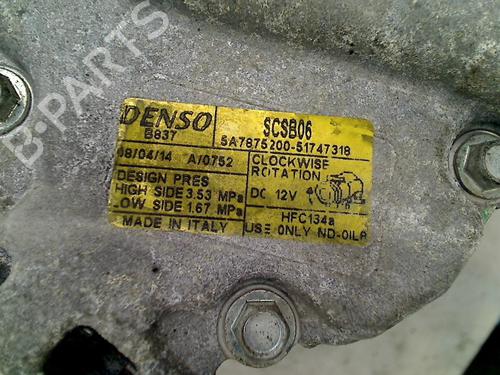 B-PARTS
DENSO
B837
SCSB06
5A7875200-51747318
08/04/14 A/0752
CLOCKWISE
ROTATION
DESIGN PRES
HIGH SIDE 3.53 MPa
LOW SIDE 1.67 MPa
DC 12V
HFC134a
MADE IN ITALY
USE ONLY ND-OIL8